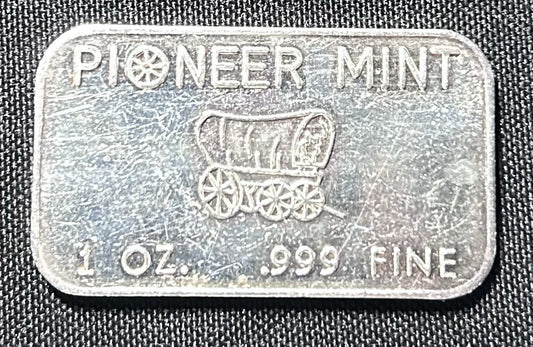 PIONEER MINT
1 OZ. .999 FINE